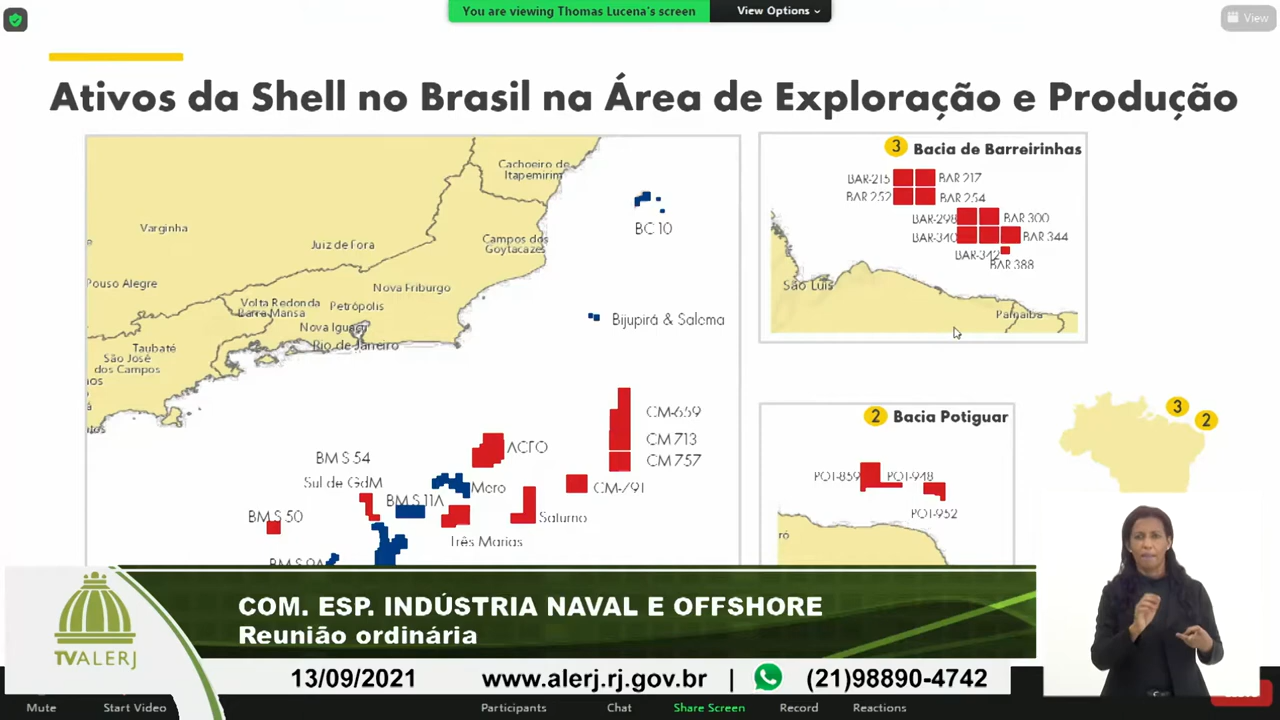 You are viewing Thomas Lucena's screen
View Options
View
Ativos da Shell no Brasil na Área de Exploração e Produção
Cachoeiro de
Itapemirim
Varginha
Juiz de Fora
Campos dos
Goytacazes
BC 10
Pouso Alegre
Nova Friburgo
Volta Redonda
Barra Mansa
Petrópolis
Nova Iguaçu
Rio de Janeiro
Taubaté
São José
dos Campos
Bijupirá & Salema
CM-659
CM 713
CM 757
CM-791
BM S 54
Sul de GdM
BM S 11A
Mero
BM S 50
Saturno
Três Marias
BM S 9A
3 Bacia de Barreirinhas
BAR-215
BAR 217
BAR 252
BAR 254
BAR-298
BAR 300
BAR-340
BAR 344
BAR-342
BAR 388
São Luís
Parnaíba
2 Bacia Potiguar
POT-859
POT-948
POT-952
ró
3
2
TVALERJ
COM. ESP. INDÚSTRIA NAVAL E OFFSHORE
Reunião ordinária
13/09/2021 www.alerj.rj.gov.br | (21)98890-4742
Mute
Start Video
Participants
Chat
Share Screen
Record
Reactions